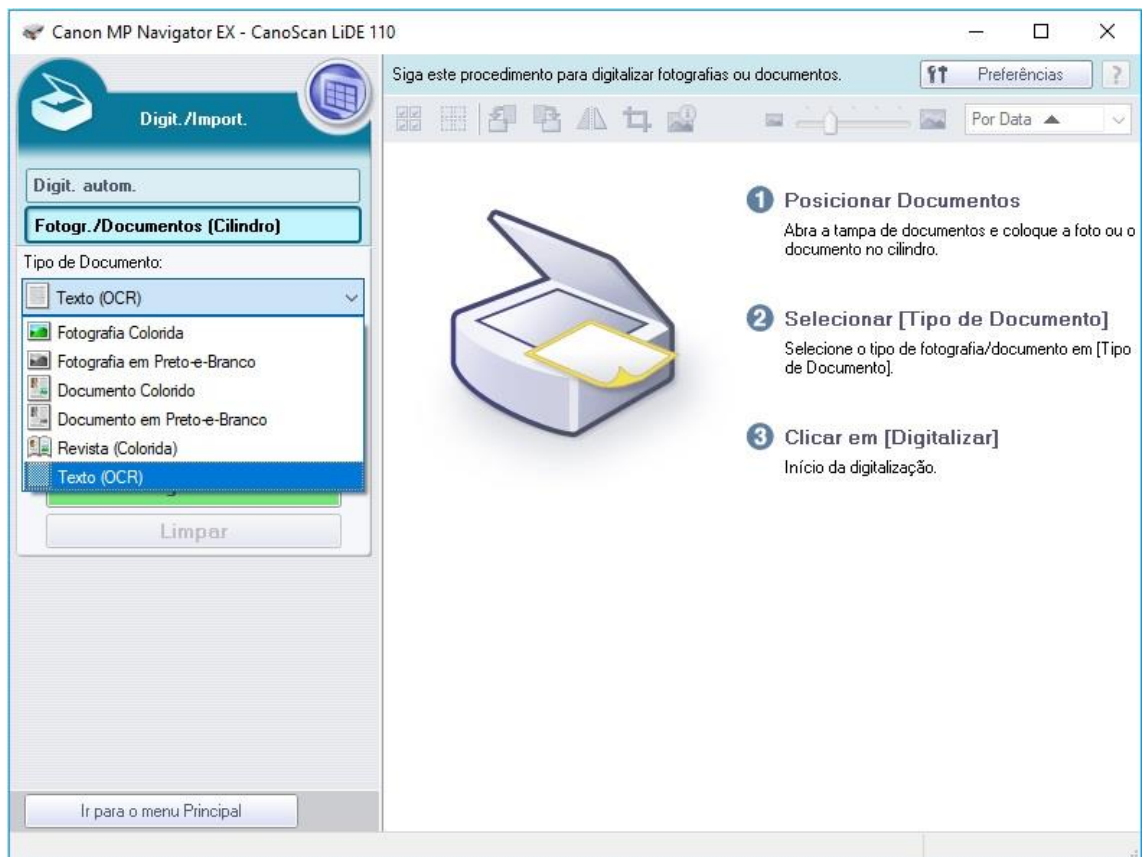 Canon MP Navigator EX - CanoScan LiDE 110
Digit./Import.
Siga este procedimento para digitalizar fotografias ou documentos.
Preferências
?
Por Data
Digit. autom.
Fotogr./Documentos (Cilindro)
Tipo de Documento:
Texto (OCR)
Fotografia Colorida
Fotografia em Preto-e-Branco
Documento Colorido
Documento em Preto-e-Branco
Revista (Colorida)
Texto (OCR)
Limpar
Ir para o menu Principal
1 Posicionar Documentos
Abra a tampa de documentos e coloque a foto ou o
documento no cilindro.
2 Selecionar [Tipo de Documento]
Selecione o tipo de fotografia/documento em [Tipo
de Documento].
3 Clicar em [Digitalizar]
Início da digitalização.